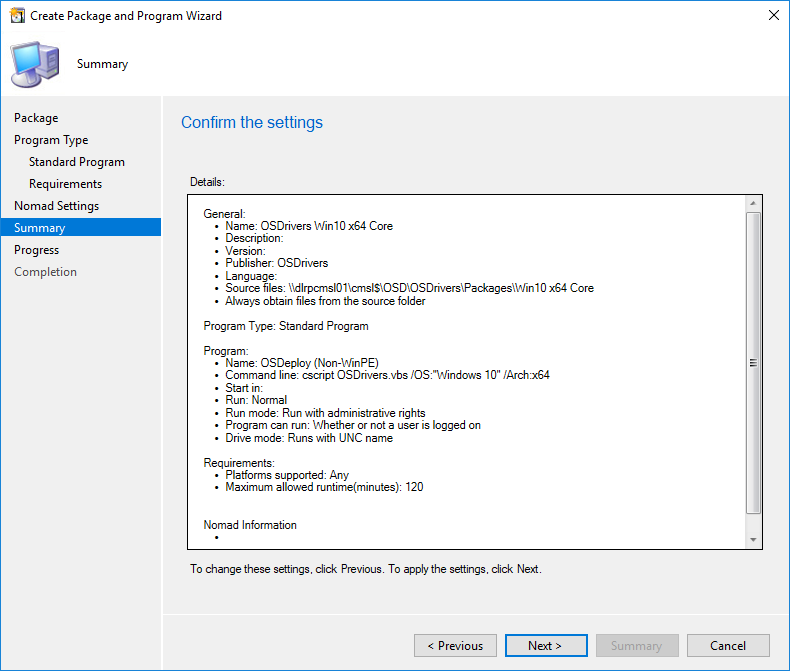 Create Package and Program Wizard
Summary
Package
Program Type
Standard Program
Requirements
Nomad Settings
Summary
Progress
Completion
Confirm the settings
Details:
General:
• Name: OSDrivers Win10 x64 Core
• Description:
• Version:
• Publisher: OSDrivers
• Language:
• Source files: \\dlrpcmsl01\cmsl$\OSD\OSDrivers\Packages\Win10 x64 Core
• Always obtain files from the source folder
Program Type: Standard Program
Program:
• Name: OSDeploy (Non-WinPE)
• Command line: cscript OSDrivers.vbs /OS:"Windows 10" /Arch:x64
• Start in:
• Run: Normal
• Run mode: Run with administrative rights
• Program can run: Whether or not a user is logged on
• Drive mode: Runs with UNC name
Requirements:
• Platforms supported: Any
• Maximum allowed runtime(minutes): 120
Nomad Information
•
To change these settings, click Previous. To apply the settings, click Next.
< Previous
Next >
Summary
Cancel